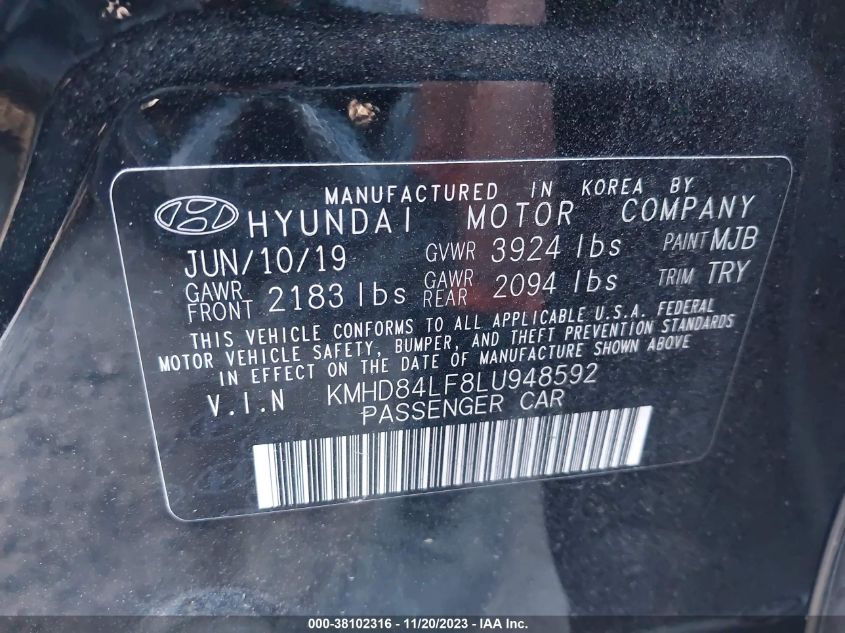 MANUFACTURED IN KOREA BY
HYUNDAI MOTOR COMPANY
JUN/10/19 GVWR 3924 lbs PAINT MJB
GAWR FRONT 2183 lbs GAWR REAR 2094 lbs TRIM TRY
THIS VEHICLE CONFORMS TO ALL APPLICABLE U.S.A. FEDERAL
MOTOR VEHICLE SAFETY, BUMPER, AND THEFT PREVENTION STANDARDS
IN EFFECT ON THE DATE OF MANUFACTURE SHOWN ABOVE
V.I.N KMHD84LF8LU948592
PASSENGER CAR
000-38102316 - 11/20/2023 - IAA Inc.